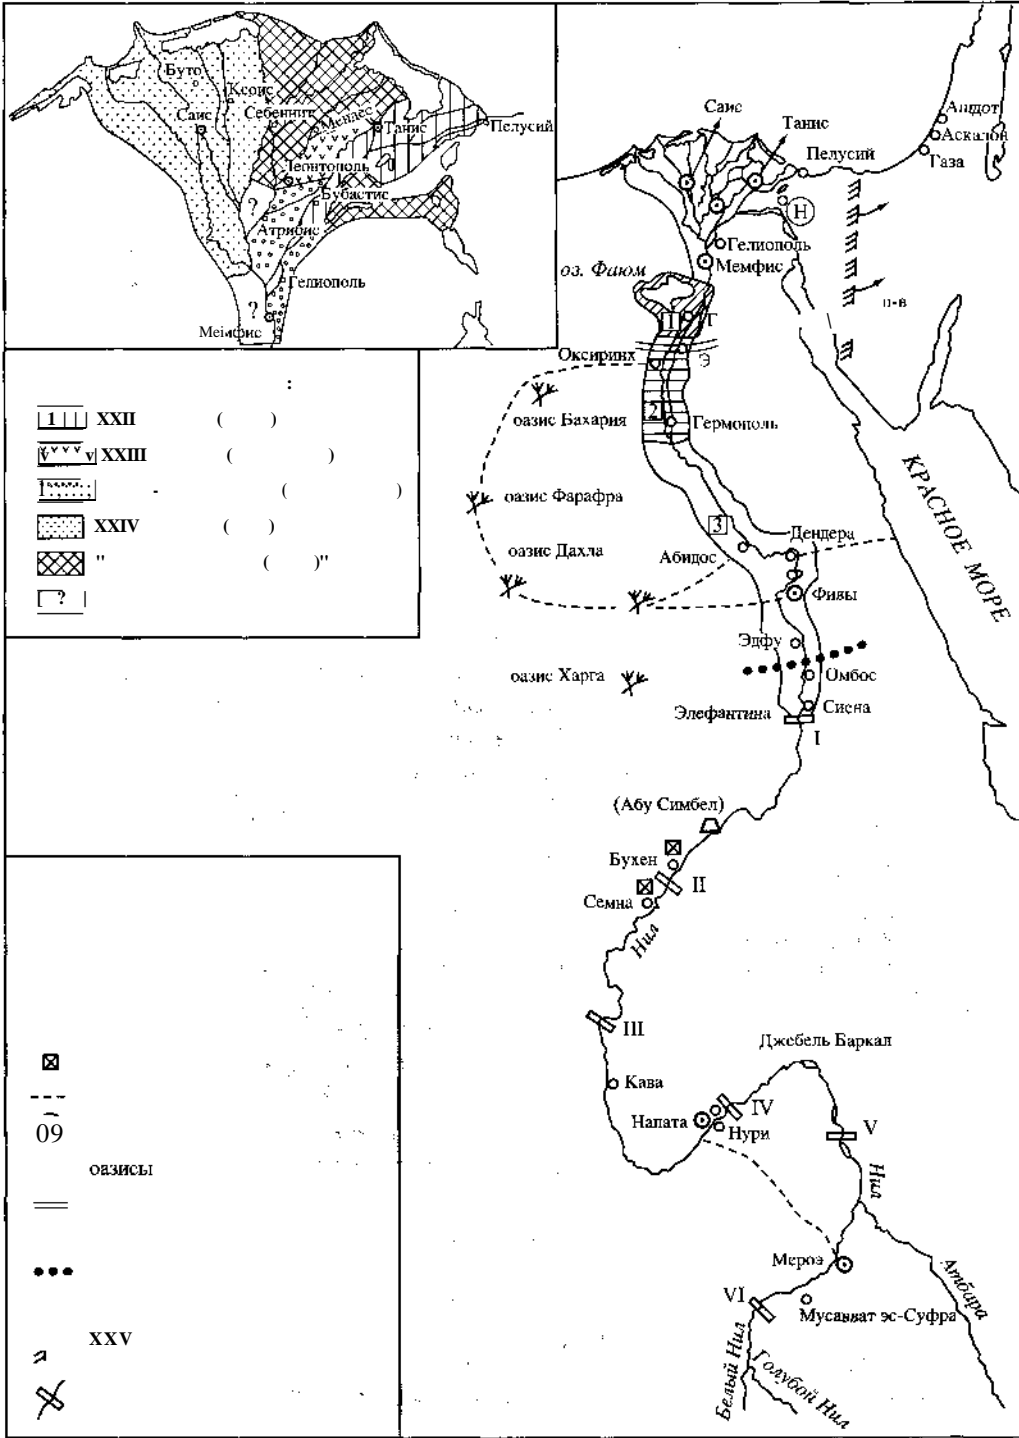 Буто
Ксоис
Саис
Себеннит
Мендес
Танис
Пелусий
Леонтополь
Бубастис
?
Атрибис
Гелиополь
?
Мемфис
:
1 XXII ( )
v XXIII ( )
- ( )
XXIV ( )
" ( )"
?
09
оазисы
XXV
Саис
Танис
Пелусий
Ашдот
Аскалон
Газа
Н
Гелиополь
Мемфис
оз. Фаюм
п-в
1
Г
Э
Оксиринх
2
оазис Бахария
Гермополь
КРАСНОЕ МОРЕ
оазис Фарафра
3
Дендера
оазис Дахла
Абидос
Фивы
Эдфу
оазис Харга
Омбос
Элефантина
Сиена
I
(Абу Симбел)
Бухен
II
Семна
Нил
III
Джебель Баркал
Кава
IV
Напата
Нури
V
Нил
Мероэ
Атбара
VI
Мусавват эс-Суфра
Белый Нил
Голубой Нил